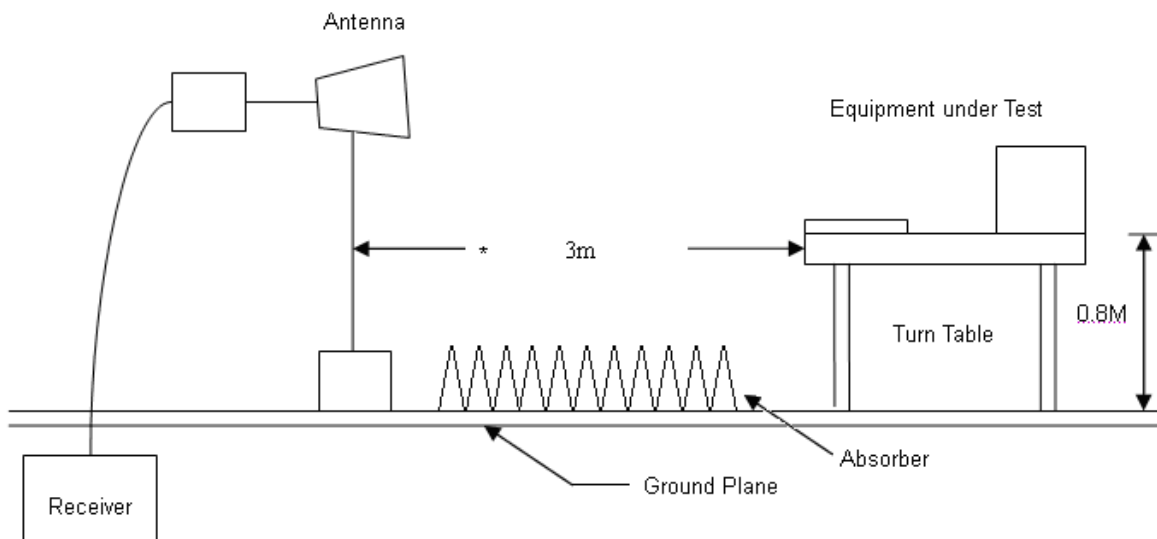 Antenna
Equipment under Test
* 3m
0.8M
Turn Table
Absorber
Ground Plane
Receiver